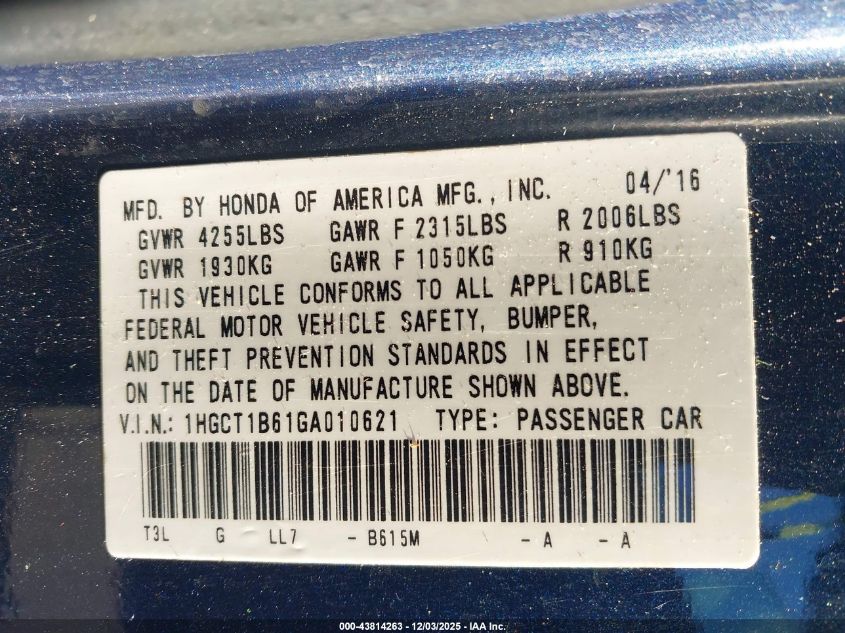 MFD. BY HONDA OF AMERICA MFG., INC. 04/'16
GVWR 4255LBS GAWR F 2315LBS R 2006LBS
GVWR 1930KG GAWR F 1050KG R 910KG
THIS VEHICLE CONFORMS TO ALL APPLICABLE
FEDERAL MOTOR VEHICLE SAFETY, BUMPER,
AND THEFT PREVENTION STANDARDS IN EFFECT
ON THE DATE OF MANUFACTURE SHOWN ABOVE.
V.I.N.: 1HGCT1B61GA010621 TYPE: PASSENGER CAR
T3L G LL7 - B615M - A - A
000-43814263 - 12/03/2025 - IAA Inc.